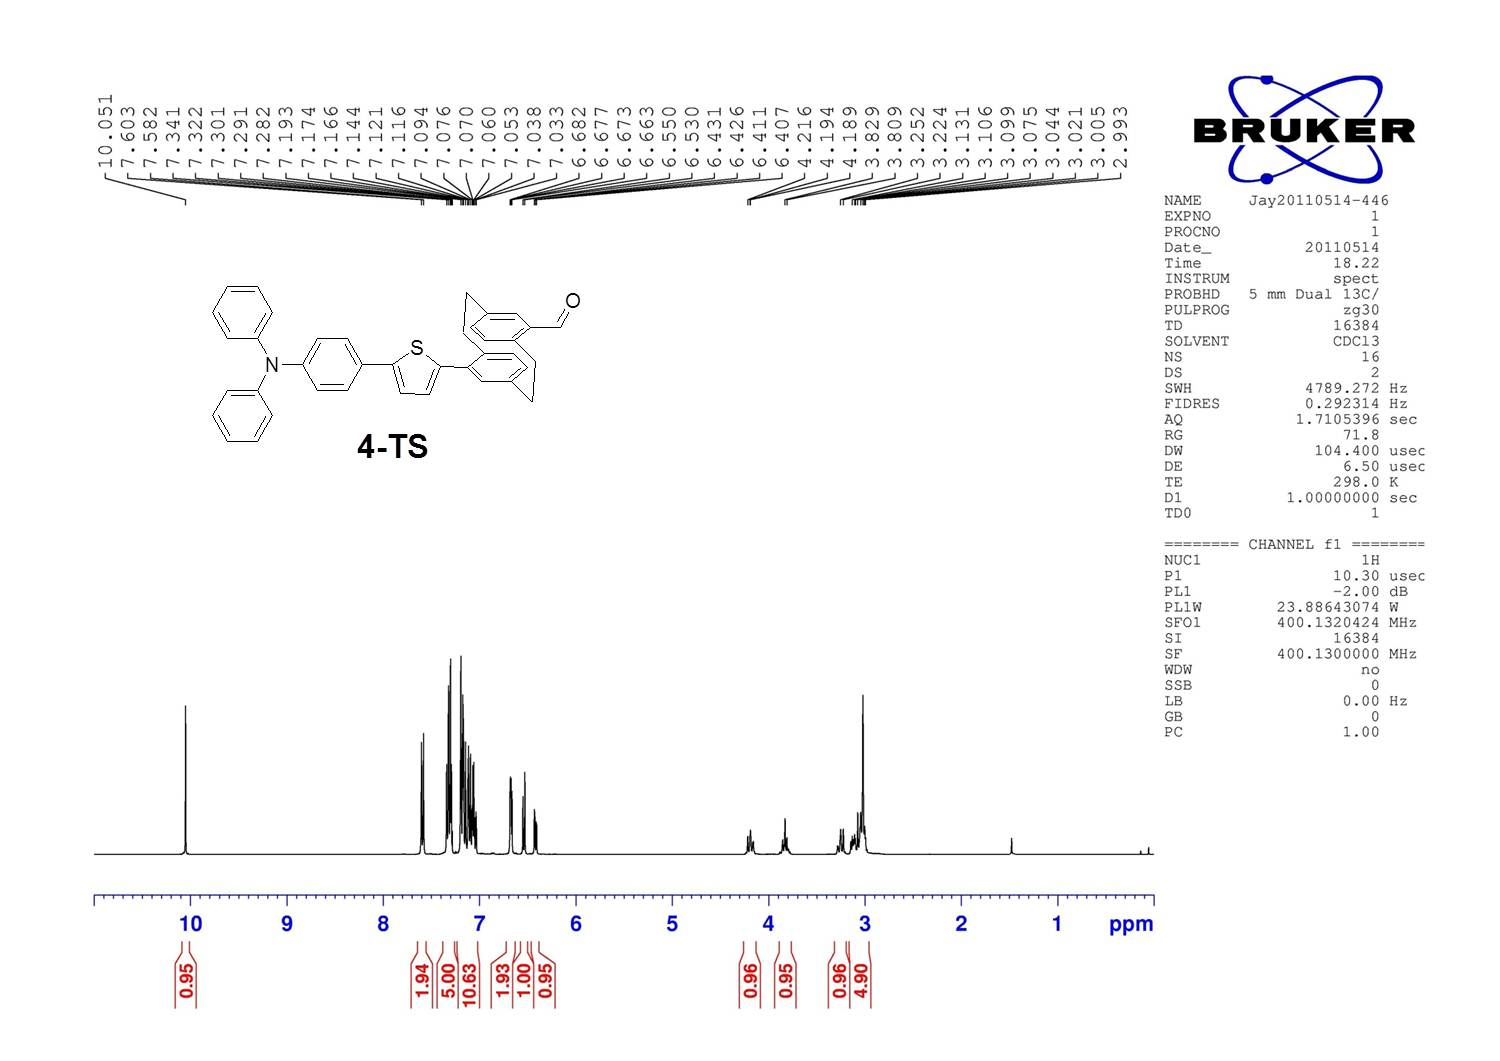 10.051
7.603
7.582
7.341
7.322
7.301
7.291
7.282
7.193
7.174
7.166
7.144
7.121
7.116
7.094
7.076
7.070
7.060
7.053
7.038
7.033
6.682
6.677
6.673
6.663
6.550
6.530
6.431
6.426
6.411
6.407
4.216
4.194
4.189
3.829
3.809
3.252
3.224
3.131
3.106
3.099
3.075
3.044
3.021
3.005
2.993
BRUKER
NAME Jay20110514-446
EXPNO 1
PROCNO 1
Date_ 20110514
Time 18.22
INSTRUM spect
PROBHD 5 mm Dual 13C/
PULPROG zg30
TD 16384
SOLVENT CDCl3
NS 16
DS 2
SWH 4789.272 Hz
FIDRES 0.292314 Hz
AQ 1.7105396 sec
RG 71.8
DW 104.400 usec
DE 6.50 usec
TE 298.0 K
D1 1.00000000 sec
TD0 1
======== CHANNEL f1 ========
NUC1 1H
P1 10.30 usec
PL1 -2.00 dB
PL1W 23.88643074 W
SFO1 400.1320424 MHz
SI 16384
SF 400.1300000 MHz
WDW no
SSB 0
LB 0.00 Hz
GB 0
PC 1.00
O
S
N
4-TS
10 9 8 7 6 5 4 3 2 1 ppm
0.95
1.94
5.00
10.63
1.93
1.00
0.95
0.96
0.95
0.96
4.90